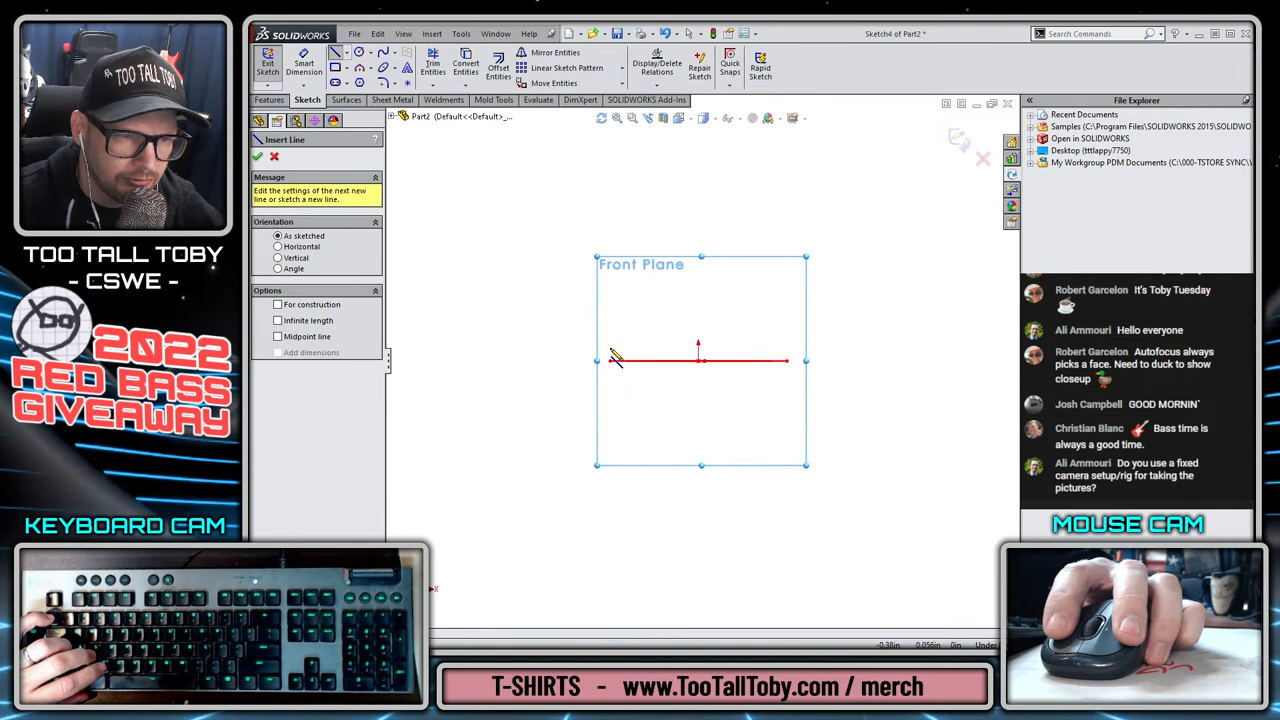 SOLIDWORKS
File Edit View Insert Tools Window Help
Sketch4 of Part2 *
Search Commands
Exit
Sketch
Smart
Dimension
Trim
Entities
Convert
Entities
Offset
Entities
Mirror Entities
Linear Sketch Pattern
Move Entities
Display/Delete
Relations
Repair
Sketch
Quick
Snaps
Rapid
Sketch
Features Sketch Surfaces Sheet Metal Weldments Mold Tools Evaluate DimXpert SOLIDWORKS Add-Ins
Part2 (Default<<Default>_...
Insert Line
?
Message
Edit the settings of the next new
line or sketch a new line.
Orientation
As sketched
Horizontal
Vertical
Angle
Options
For construction
Infinite length
Midpoint line
Add dimensions
Front Plane
X
-0.38in 0.056in 0in Under
File Explorer
Recent Documents
Samples (C:\Program Files\SOLIDWORKS 2015\SOLIDWO
Open in SOLIDWORKS
Desktop (tttlappy7750)
My Workgroup PDM Documents (C:\000-TSTORE SYNC\V
Robert Garcelon It's Toby Tuesday
Ali Ammouri Hello everyone
Robert Garcelon Autofocus always
picks a face. Need to duck to show
closeup
Josh Campbell GOOD MORNIN'
Christian Blanc Bass time is
always a good time.
Ali Ammouri Do you use a fixed
camera setup/rig for taking the
pictures?
TOO TALL TOBY
TOO TALL TOBY
- CSWE -
2022
RED BASS
GIVEAWAY
KEYBOARD CAM
MOUSE CAM
T-SHIRTS - www.TooTallToby.com / merch